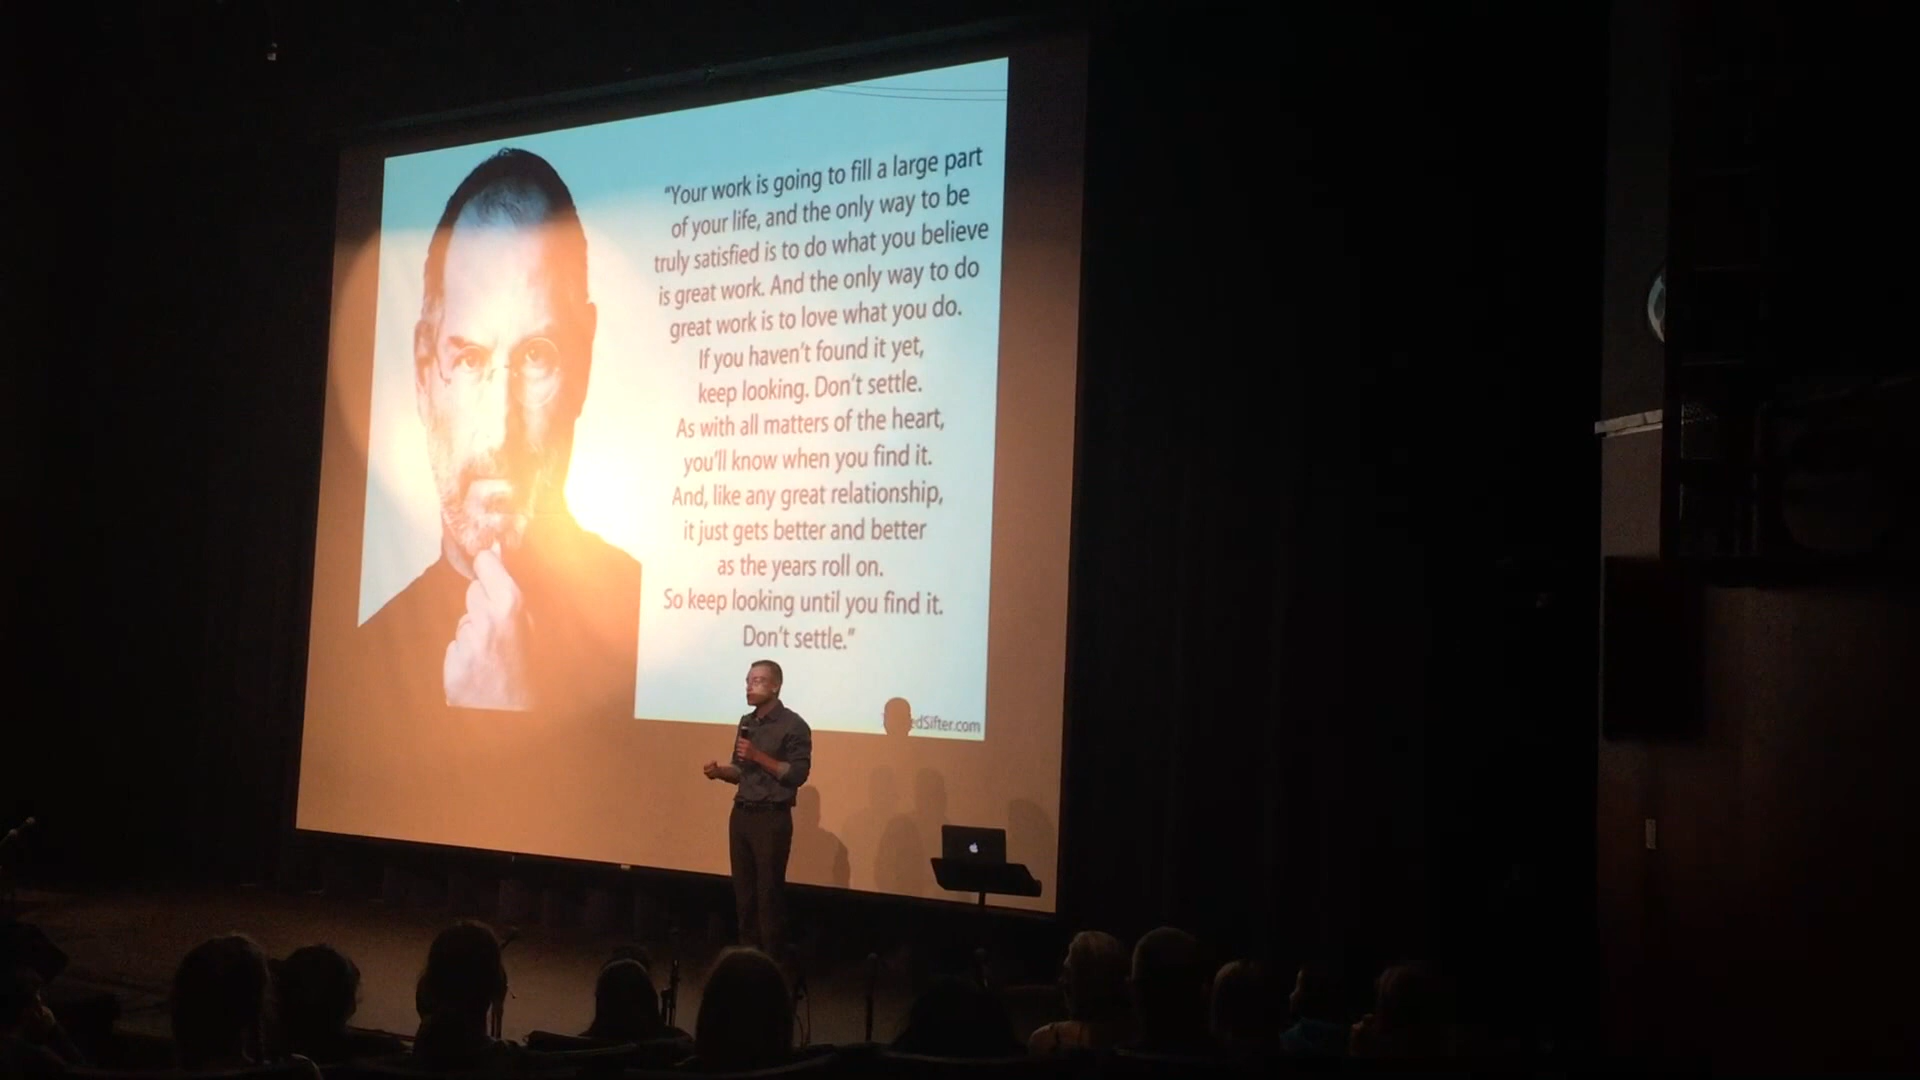 “Your work is going to fill a large part
of your life, and the only way to be
truly satisfied is to do what you believe
is great work. And the only way to do
great work is to love what you do.
If you haven’t found it yet,
keep looking. Don’t settle.
As with all matters of the heart,
you’ll know when you find it.
And, like any great relationship,
it just gets better and better
as the years roll on.
So keep looking until you find it.
Don’t settle.”